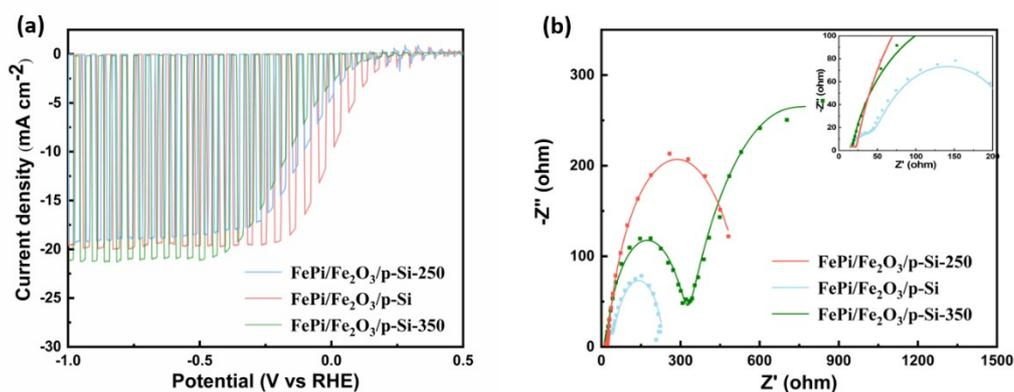 (a)
0
-5
-10
-15
-20
-25
-30
Current density (mA cm⁻²)
FePi/Fe₂O₃/p-Si-250
FePi/Fe₂O₃/p-Si
FePi/Fe₂O₃/p-Si-350
-1.0 -0.5 0.0 0.5
Potential (V vs RHE)
(b)
300
200
100
0
-Z'' (ohm)
100
80
60
40
20
0
-Z'' (ohm)
0 50 100 150 200
Z' (ohm)
FePi/Fe₂O₃/p-Si-250
FePi/Fe₂O₃/p-Si
FePi/Fe₂O₃/p-Si-350
0 300 600 900 1200 1500
Z' (ohm)